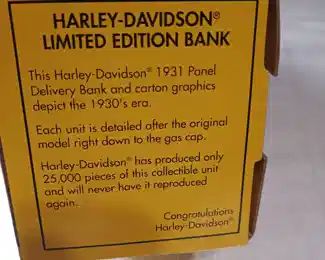 HARLEY-DAVIDSON®
LIMITED EDITION BANK
This Harley-Davidson® 1931 Panel
Delivery Bank and carton graphics
depict the 1930's era.
Each unit is detailed after the original
model right down to the gas cap.
Harley-Davidson® has produced only
25,000 pieces of this collectible unit
and will never have it reproduced
again.
Congratulations
Harley-Davidson®